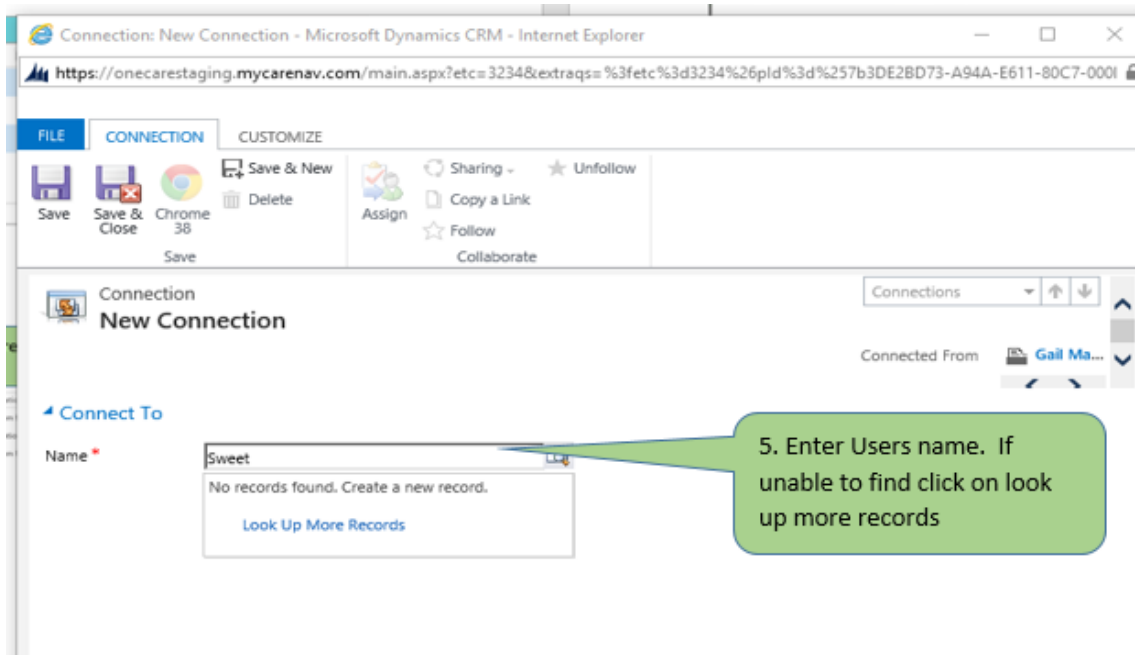 Connection: New Connection - Microsoft Dynamics CRM - Internet Explorer
https://onecarestaging.mycarenav.com/main.aspx?etc=3234&extraqs=%3fetc%3d3234%26pId%3d%257b3DE2BD73-A94A-E611-80C7-000
FILE CONNECTION CUSTOMIZE
Save
Save & Close
Chrome 38
Save & New
Delete
Save
Assign
Sharing
Copy a Link
Follow
Unfollow
Collaborate
Connection
New Connection
Connections
Connected From Gail Ma...
Connect To
Name * Sweet
No records found. Create a new record.
Look Up More Records
5. Enter Users name. If
unable to find click on look
up more records